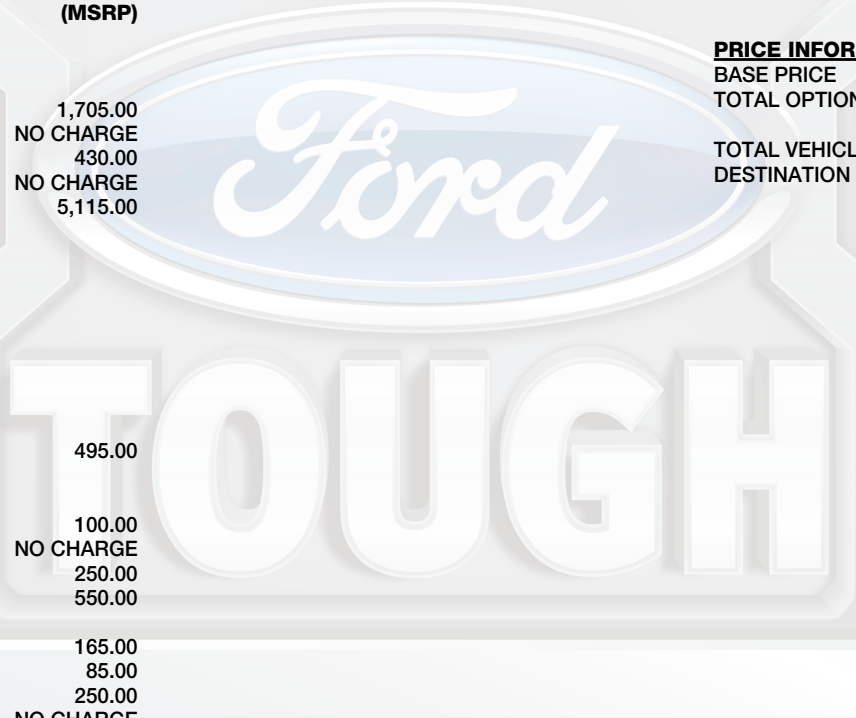 (MSRP)
1,705.00
NO CHARGE
430.00
NO CHARGE
5,115.00
495.00
100.00
NO CHARGE
250.00
550.00
165.00
85.00
250.00
NO CHARGE
PRICE INFOR
BASE PRICE
TOTAL OPTION
TOTAL VEHICL
DESTINATION
Ford
TOUGH